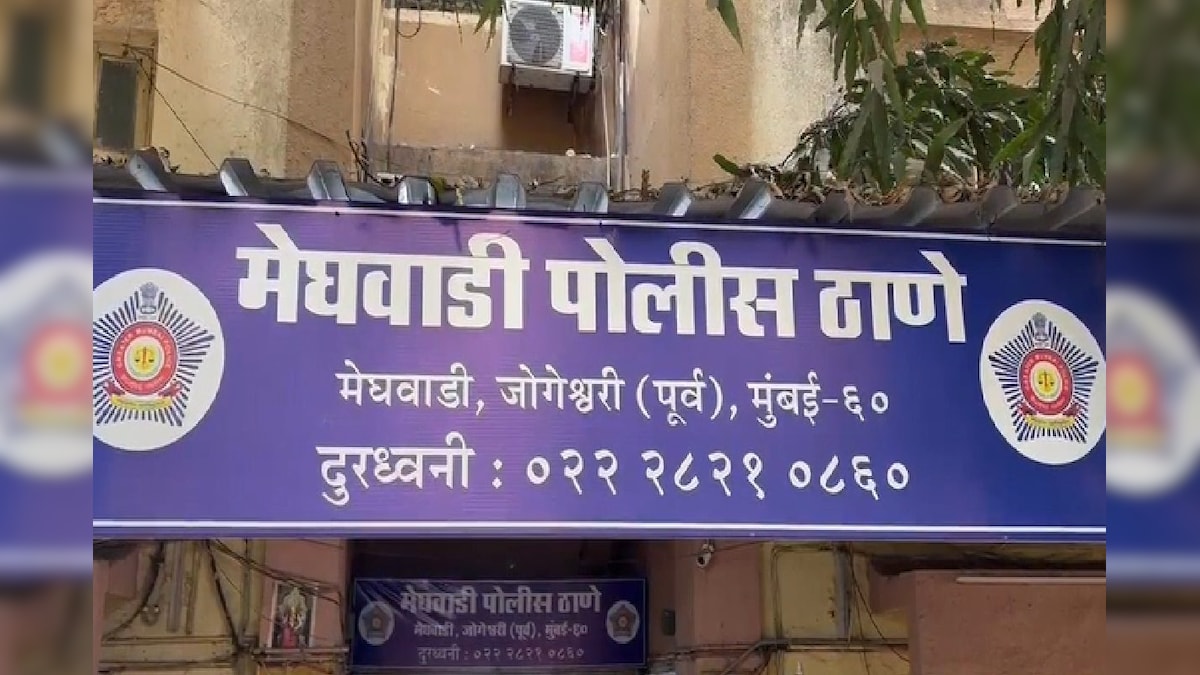 मेघवाडी पोलीस ठाणे
मेघवाडी, जोगेश्वरी (पूर्व), मुंबई-६०
दुरध्वनी : ०२२ २८२१ ०८६०
मेघवाडी पोलीस ठाणे
मेघवाडी, जोगेश्वरी (पूर्व), मुंबई-६०
दुरध्वनी : ०२२ २८२१ ०८६०